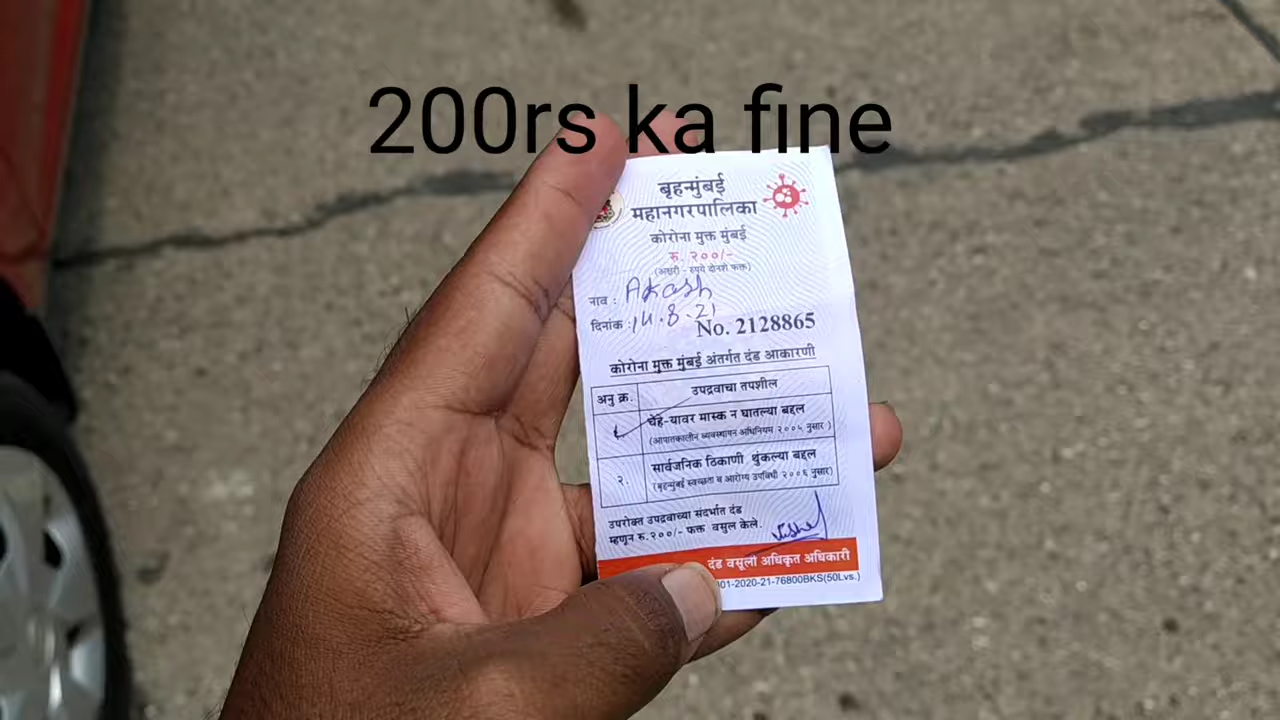 200rs ka fine
बृहन्मुंबई
महानगरपालिका
कोरोना मुक्त मुंबई
रु. २००/-
(अक्षरी - रुपये दोनशे फक्त)
नाव : Akash
दिनांक : 14.8.21
No. 2128865
कोरोना मुक्त मुंबई अंतर्गत दंड आकारणी
अनु क्र. उपद्रवाचा तपशील
चेहे-यावर मास्क न घातल्या बद्दल
(आपातकालीन व्यवस्थापन अधिनियम २००५ नुसार)
२. सार्वजनिक ठिकाणी थुंकल्या बद्दल
(बृहन्मुंबई स्वच्छता व आरोग्य उपविधी २००६ नुसार)
उपरोक्त उपद्रवाच्या संदर्भात दंड
म्हणून रु.२००/- फक्त वसुल केले.
दंड वसूली अधिकृत अधिकारी
001-2020-21-76800BKS(50Lvs.)